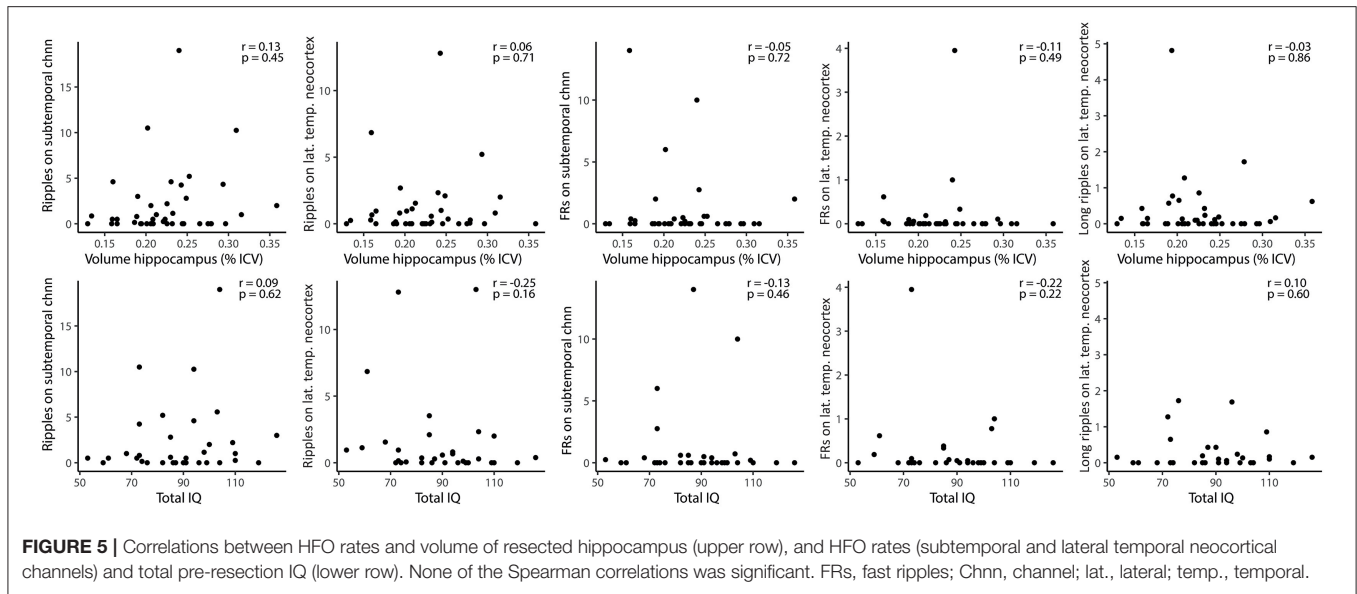 Ripples on subtemporal chnn
15
10
5
0
r = 0.13
p = 0.45
0.15 0.20 0.25 0.30 0.35
Volume hippocampus (% ICV)
Ripples on lat. temp. neocortex
10
5
0
r = 0.06
p = 0.71
0.15 0.20 0.25 0.30 0.35
Volume hippocampus (% ICV)
FRs on subtemporal chnn
10
5
0
r = -0.05
p = 0.72
0.15 0.20 0.25 0.30 0.35
Volume hippocampus (% ICV)
FRs on lat. temp. neocortex
4
3
2
1
0
r = -0.11
p = 0.49
0.15 0.20 0.25 0.30 0.35
Volume hippocampus (% ICV)
Long ripples on lat. temp. neocortex
5
4
3
2
1
0
r = -0.03
p = 0.86
0.15 0.20 0.25 0.30 0.35
Volume hippocampus (% ICV)
Ripples on subtemporal chnn
15
10
5
0
r = 0.09
p = 0.62
50 70 90 110
Total IQ
Ripples on lat. temp. neocortex
10
5
0
r = -0.25
p = 0.16
50 70 90 110
Total IQ
FRs on subtemporal chnn
10
5
0
r = -0.13
p = 0.46
50 70 90 110
Total IQ
FRs on lat. temp. neocortex
4
3
2
1
0
r = -0.22
p = 0.22
50 70 90 110
Total IQ
Long ripples on lat. temp. neocortex
5
4
3
2
1
0
r = 0.10
p = 0.60
50 70 90 110
Total IQ
FIGURE 5 | Correlations between HFO rates and volume of resected hippocampus (upper row), and HFO rates (subtemporal and lateral temporal neocortical
channels) and total pre-resection IQ (lower row). None of the Spearman correlations was significant. FRs, fast ripples; Chnn, channel; lat., lateral; temp., temporal.